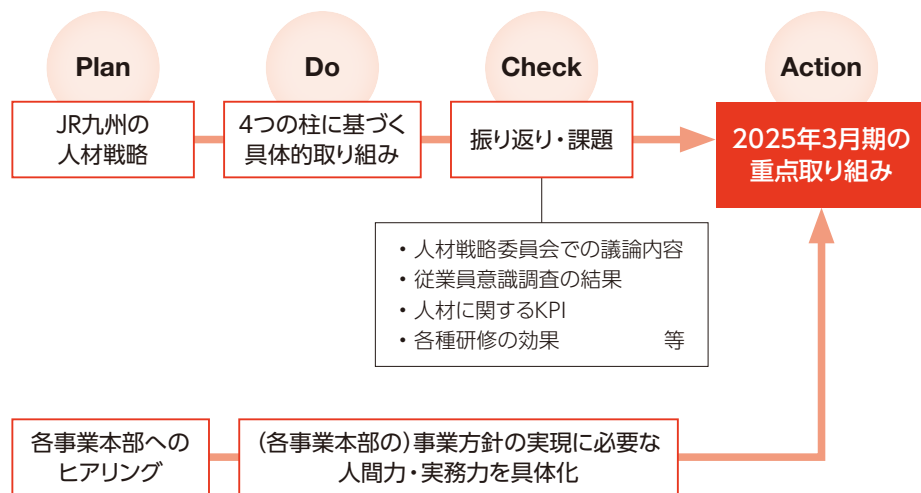 Plan
Do
Check
Action
JR九州の
人材戦略
4つの柱に基づく
具体的取り組み
振り返り・課題
2025年3月期の
重点取り組み
・人材戦略委員会での議論内容
・従業員意識調査の結果
・人材に関するKPI
・各種研修の効果 等
各事業本部への
ヒアリング
(各事業本部の)事業方針の実現に必要な
人間力・実務力を具体化